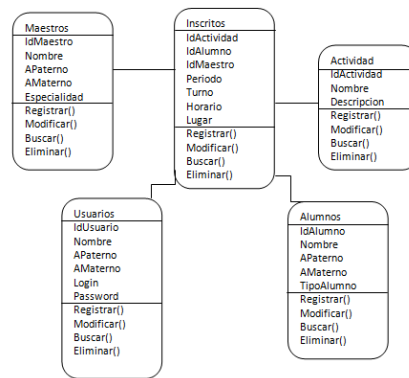 Maestros
IdMaestro
Nombre
APaterno
AMaterno
Especialidad
Registrar()
Modificar()
Buscar()
Eliminar()
Inscritos
IdActividad
IdAlumno
IdMaestro
Periodo
Turno
Horario
Lugar
Registrar()
Modificar()
Buscar()
Eliminar()
Actividad
IdActividad
Nombre
Descripcion
Registrar()
Modificar()
Buscar()
Eliminar()
Usuarios
IdUsuario
Nombre
APaterno
AMaterno
Login
Password
Registrar()
Modificar()
Buscar()
Eliminar()
Alumnos
IdAlumno
Nombre
APaterno
AMaterno
TipoAlumno
Registrar()
Modificar()
Buscar()
Eliminar()